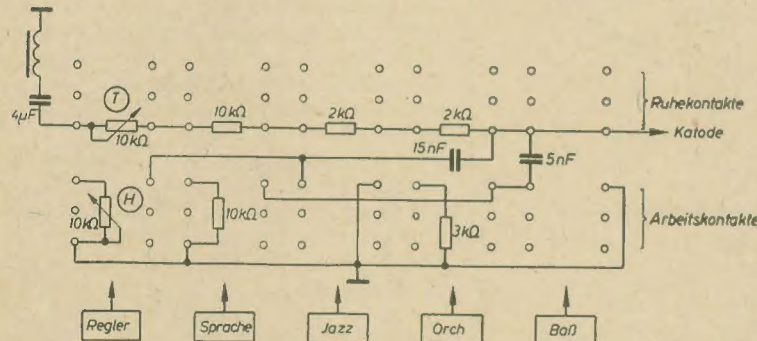 4µF
T
10kΩ
10kΩ
2kΩ
2kΩ
Ruhekontakte
Katode
15nF
5nF
H
10kΩ
10kΩ
3kΩ
Arbeitskontakte
Regler
Sprache
Jazz
Orch
Baß